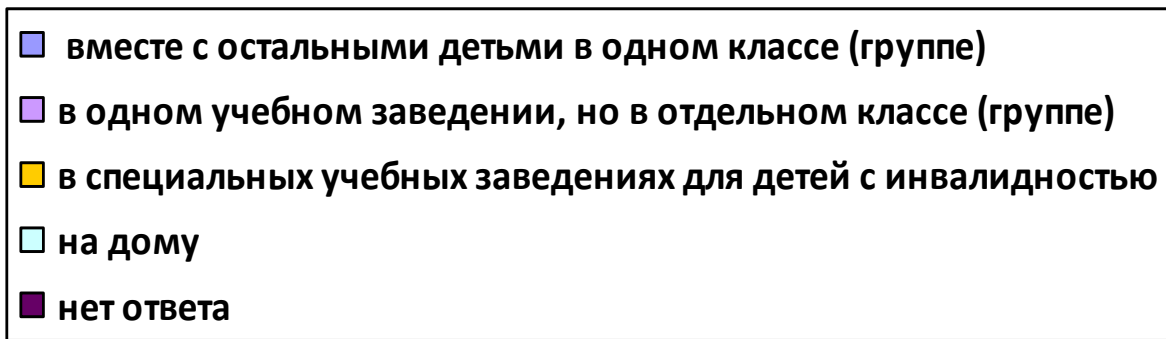 вместе с остальными детьми в одном классе (группе)
в одном учебном заведении, но в отдельном классе (группе)
в специальных учебных заведениях для детей с инвалидностью
на дому
нет ответа